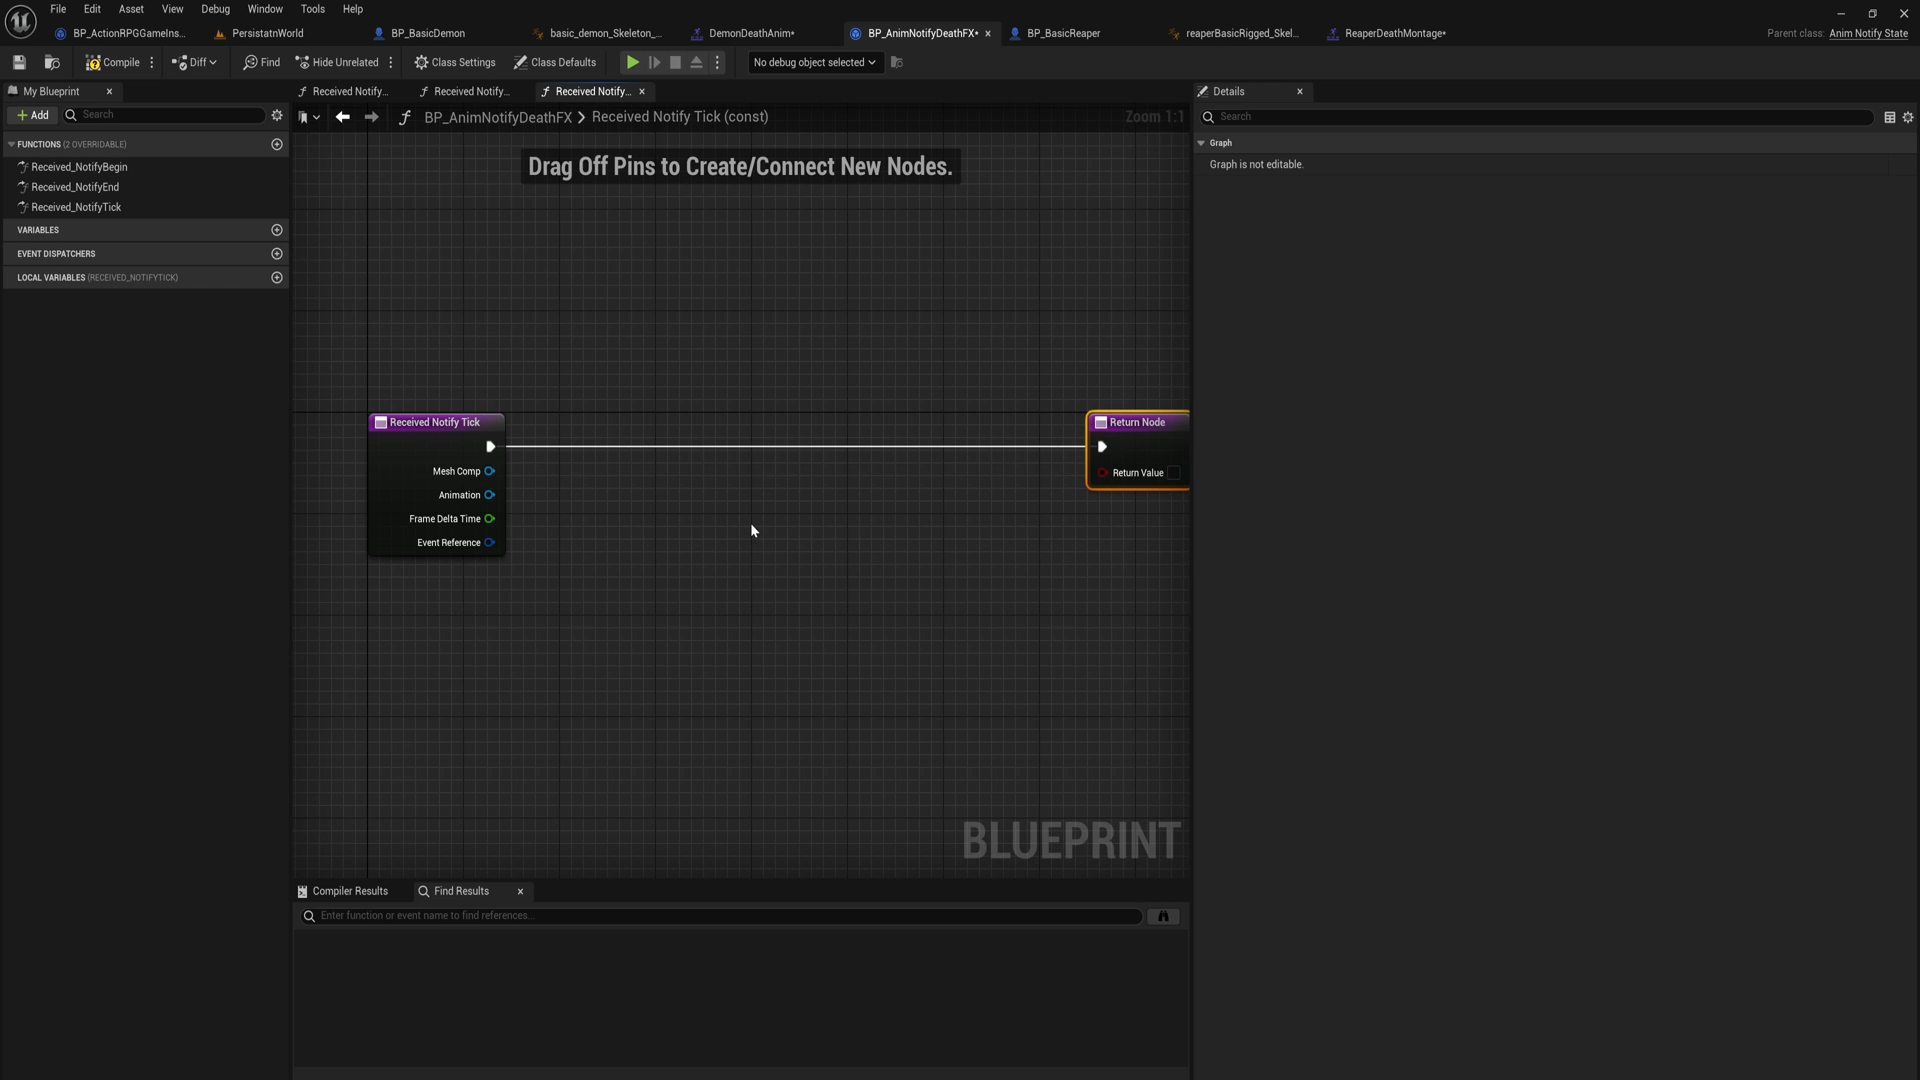 File Edit Asset View Debug Window Tools Help
BP_ActionRPGGameIns... PersistatnWorld BP_BasicDemon basic_demon_Skeleton_... DemonDeathAnim* BP_AnimNotifyDeathFX* BP_BasicReaper reaperBasicRigged_Skel... ReaperDeathMontage* Parent class: Anim Notify State
Compile Diff Find Hide Unrelated Class Settings Class Defaults No debug object selected
My Blueprint Received Notify... Received Notify... Received Notify... Details
Add Search BP_AnimNotifyDeathFX Received Notify Tick (const) Zoom 1:1 Search
FUNCTIONS (2 OVERRIDABLE) Graph
Drag Off Pins to Create/Connect New Nodes. Graph is not editable.
Received_NotifyBegin
Received_NotifyEnd
Received_NotifyTick
VARIABLES
EVENT DISPATCHERS
LOCAL VARIABLES (RECEIVED_NOTIFYTICK)
Received Notify Tick
Mesh Comp
Animation
Frame Delta Time
Event Reference
Return Node
Return Value
BLUEPRINT
Compiler Results Find Results
Enter function or event name to find references...